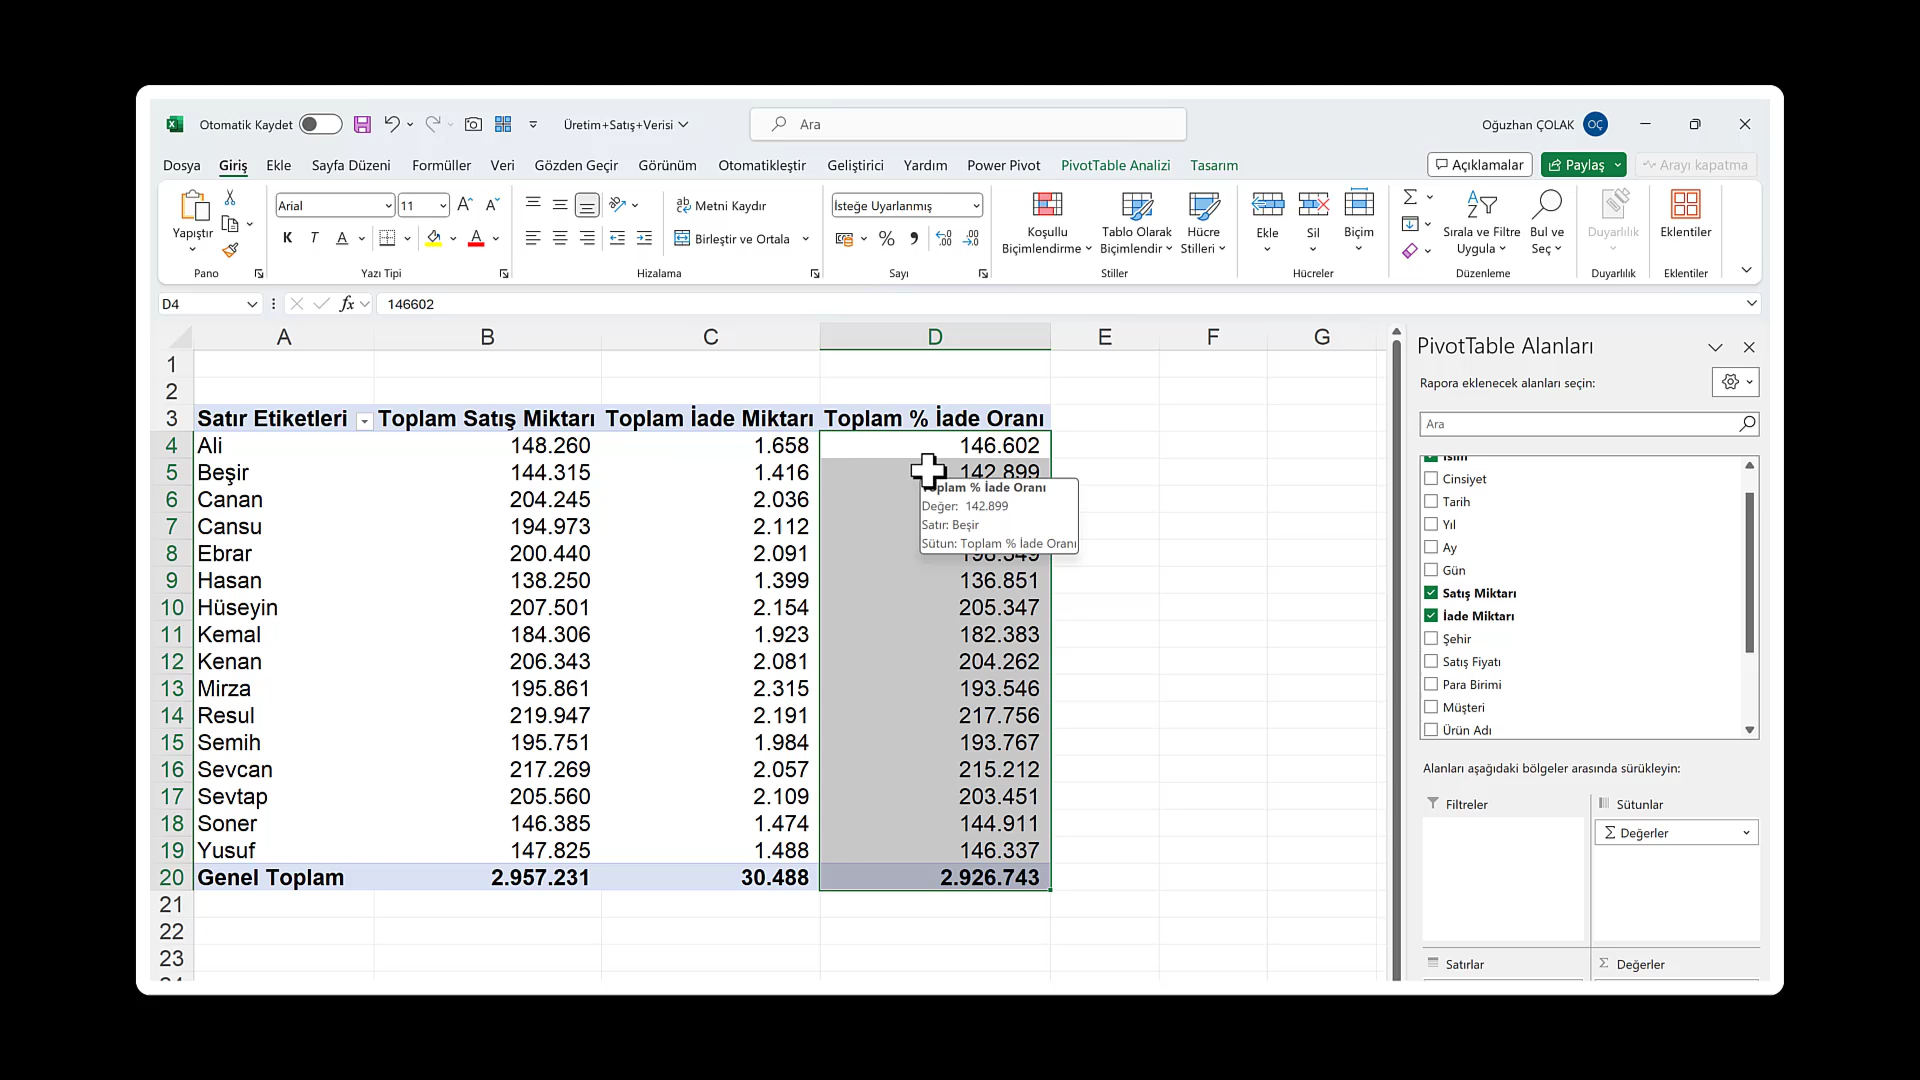 Otomatik Kaydet
Üretim+Satış+Verisi
Ara
Oğuzhan ÇOLAK
OÇ
Dosya Giriş Ekle Sayfa Düzeni Formüller Veri Gözden Geçir Görünüm Otomatikleştir Geliştirici Yardım Power Pivot PivotTable Analizi Tasarım
Açıklamalar
Paylaş
Arayı kapatma
Yapıştır
Pano
Arial
11
K T A
Yazı Tipi
Metni Kaydır
Birleştir ve Ortala
Hizalama
İsteğe Uyarlanmış
Sayı
Koşullu Biçimlendirme
Tablo Olarak Biçimlendir
Hücre Stilleri
Stiller
Ekle
Sil
Biçim
Hücreler
Sırala ve Filtre Uygula
Bul ve Seç
Düzenleme
Duyarlılık
Duyarlılık
Eklentiler
Eklentiler
D4
fx
146602
A B C D E F G
1
2
3 Satır Etiketleri Toplam Satış Miktarı Toplam İade Miktarı Toplam % İade Oranı
4 Ali 148.260 1.658 146.602
5 Beşir 144.315 1.416 142.899
6 Canan 204.245 2.036
7 Cansu 194.973 2.112
8 Ebrar 200.440 2.091 198.349
9 Hasan 138.250 1.399 136.851
10 Hüseyin 207.501 2.154 205.347
11 Kemal 184.306 1.923 182.383
12 Kenan 206.343 2.081 204.262
13 Mirza 195.861 2.315 193.546
14 Resul 219.947 2.191 217.756
15 Semih 195.751 1.984 193.767
16 Sevcan 217.269 2.057 215.212
17 Sevtap 205.560 2.109 203.451
18 Soner 146.385 1.474 144.911
19 Yusuf 147.825 1.488 146.337
20 Genel Toplam 2.957.231 30.488 2.926.743
21
22
23
Toplam % İade Oranı
Değer: 142.899
Satır: Beşir
Sütun: Toplam % İade Oranı
PivotTable Alanları
Rapora eklenecek alanları seçin:
Ara
İsim
Cinsiyet
Tarih
Yıl
Ay
Gün
Satış Miktarı
İade Miktarı
Şehir
Satış Fiyatı
Para Birimi
Müşteri
Ürün Adı
Alanları aşağıdaki bölgeler arasında sürükleyin:
Filtreler
Sütunlar
Σ Değerler
Satırlar
Σ Değerler